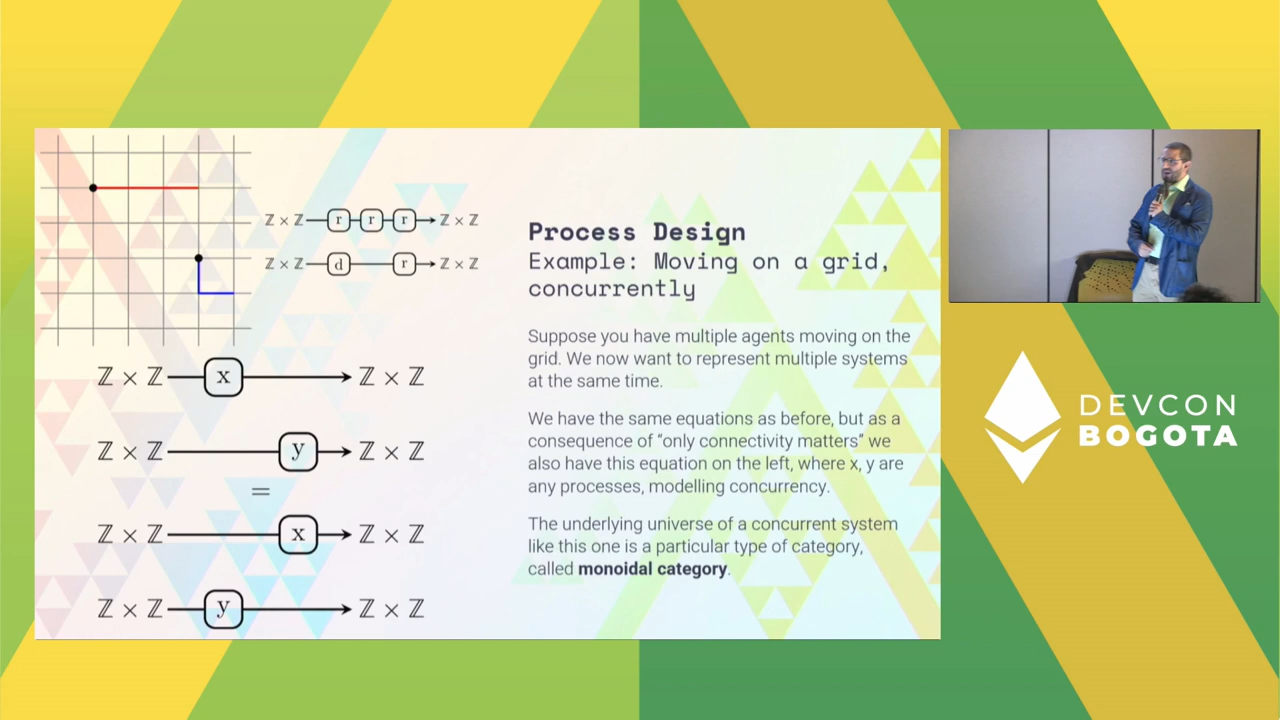 ℤ × ℤ r r r ℤ × ℤ
ℤ × ℤ d r ℤ × ℤ
ℤ × ℤ x ℤ × ℤ
ℤ × ℤ y ℤ × ℤ
=
ℤ × ℤ x ℤ × ℤ
ℤ × ℤ y ℤ × ℤ
Process Design
Example: Moving on a grid,
concurrently
Suppose you have multiple agents moving on the
grid. We now want to represent multiple systems
at the same time.
We have the same equations as before, but as a
consequence of “only connectivity matters” we
also have this equation on the left, where x, y are
any processes, modelling concurrency.
The underlying universe of a concurrent system
like this one is a particular type of category,
called monoidal category.
DEVCON
BOGOTA